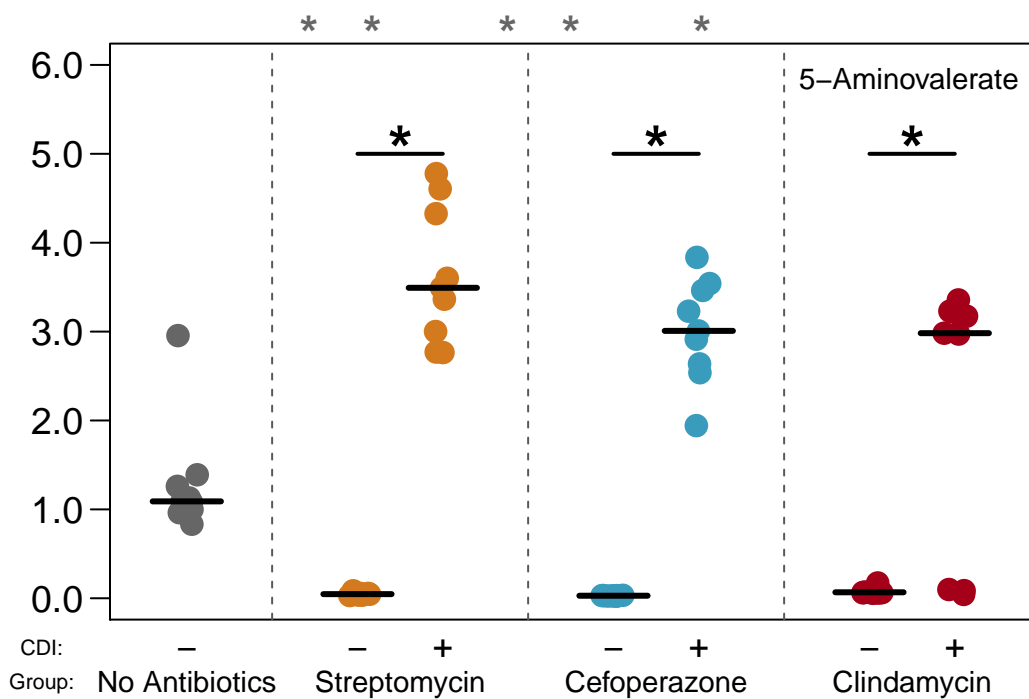 * * * * *
6.0
5-Aminovalerate
* * *
5.0
4.0
3.0
2.0
1.0
0.0
CDI: − − + − + − +
Group: No Antibiotics Streptomycin Cefoperazone Clindamycin